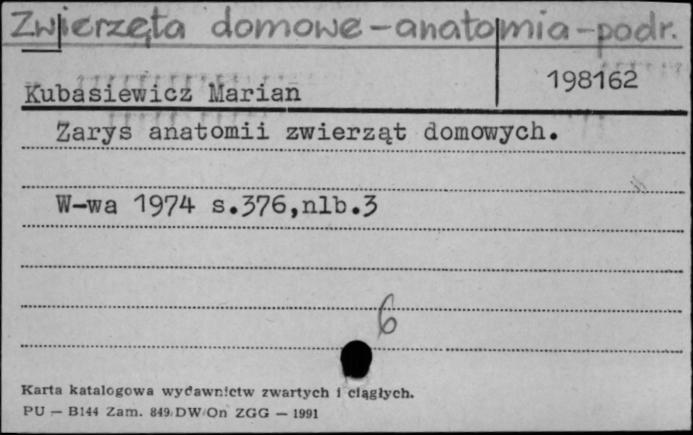 Zwierzęta domowe - anatomia - podr.
198162
Kubasiewicz Marian
Zarys anatomii zwierząt domowych.
W-wa 1974 s.376,nlb.3
6
Karta katalogowa wydawnictw zwartych i ciągłych.
PU — B144 Zam. 849 DW/On ZGG — 1991